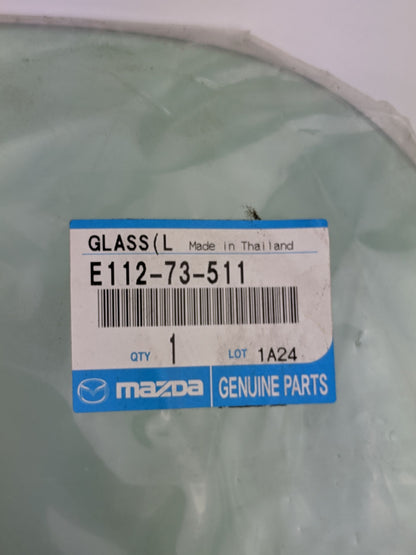 GLASS(L Made in Thailand
E112-73-511
QTY 1 LOT 1A24
mazda GENUINE PARTS